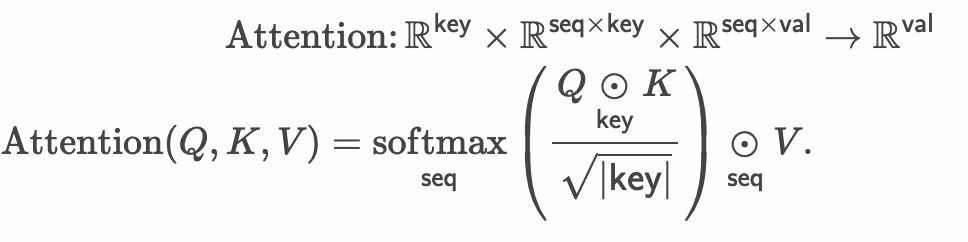 Attention: ℝ^key × ℝ^seq×key × ℝ^seq×val → ℝ^val
Attention(Q, K, V) = softmax_seq ( (Q ⊙_key K) / √|key| ) ⊙_seq V.